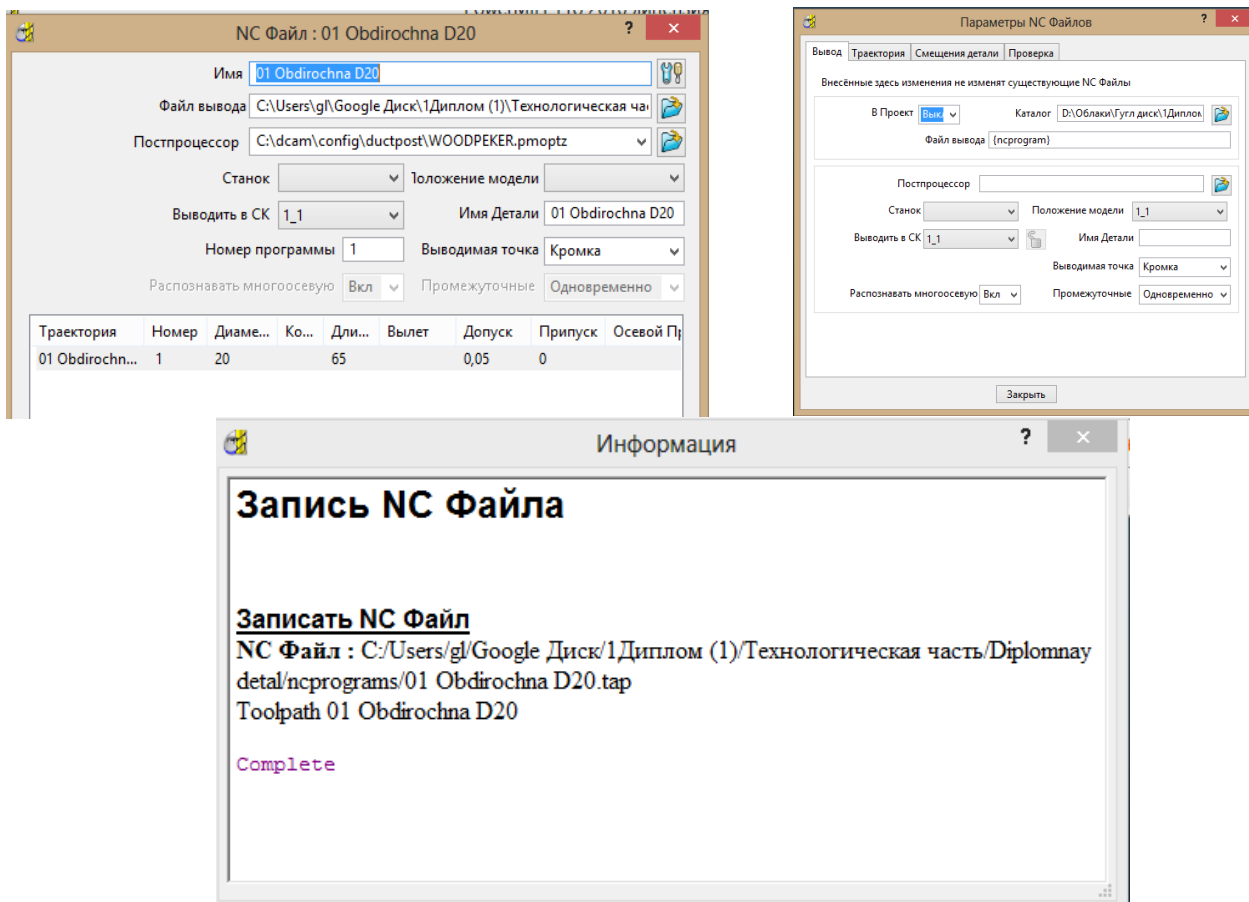 NC Файл : 01 Obdirochna D20
Имя 01 Obdirochna D20
Файл вывода C:\Users\gl\Google Диск\1Диплом (1)\Технологическая ча
Постпроцессор C:\dcam\config\ductpost\WOODPEKER.pmoptz
Станок Положение модели
Выводить в СК 1_1 Имя Детали 01 Obdirochna D20
Номер программы 1 Выводимая точка Кромка
Распознавать многоосевую Вкл Промежуточные Одновременно
Траектория Номер Диаме... Ко... Дли... Вылет Допуск Припуск Осевой
01 Obdirochn... 1 20 65 0,05 0
Параметры NC Файлов
Вывод Траектория Смещения детали Проверка
Внесённые здесь изменения не изменят существующие NC Файлы
В Проект Выкл Каталог D:\Облаки\Гугл диск\1Диплом
Файл вывода {ncprogram}
Постпроцессор
Станок Положение модели 1_1
Выводить в СК 1_1 Имя Детали
Выводимая точка Кромка
Распознавать многоосевую Вкл Промежуточные Одновременно
Закрыть
Информация
Запись NC Файла
Записать NC Файл
NC Файл : C:/Users/gl/Google Диск/1Диплом (1)/Технологическая часть/Diplomnay
detal/ncprograms/01 Obdirochna D20.tap
Toolpath 01 Obdirochna D20
Complete